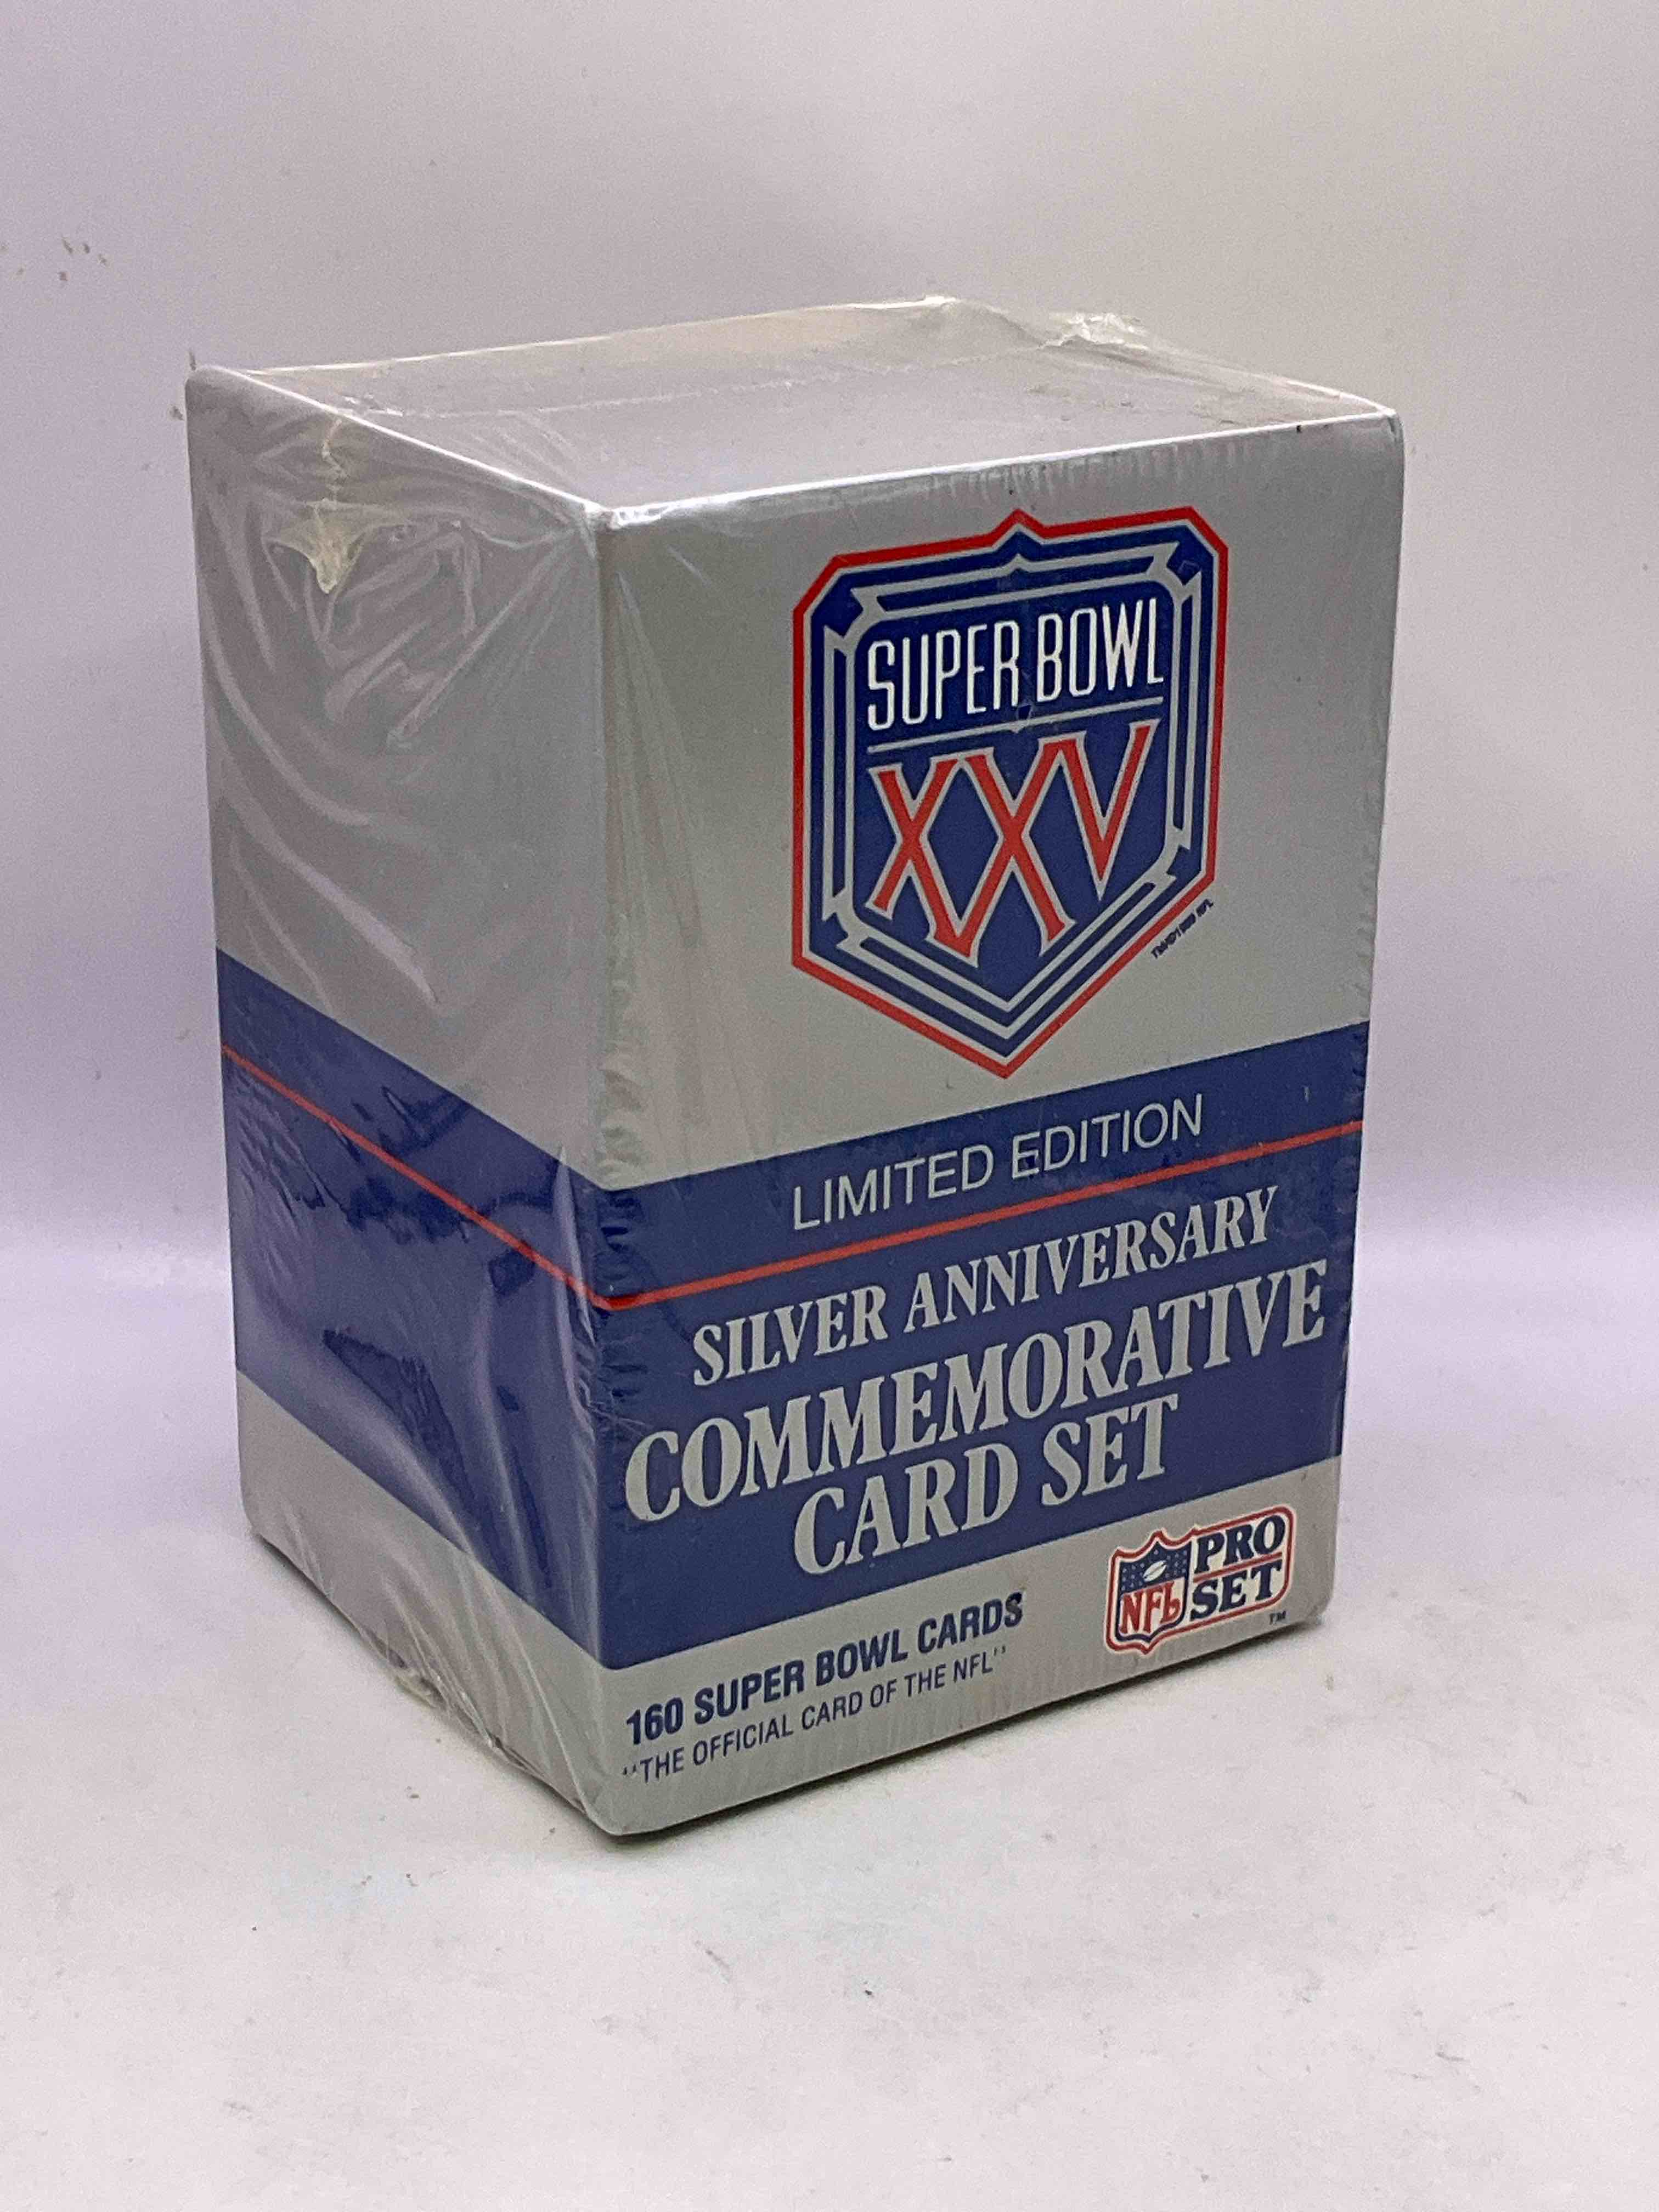 SUPER BOWL
XXV
LIMITED EDITION
SILVER ANNIVERSARY
COMMEMORATIVE
CARD SET
160 SUPER BOWL CARDS
"THE OFFICIAL CARD OF THE NFL"
NFL PRO SET
TM